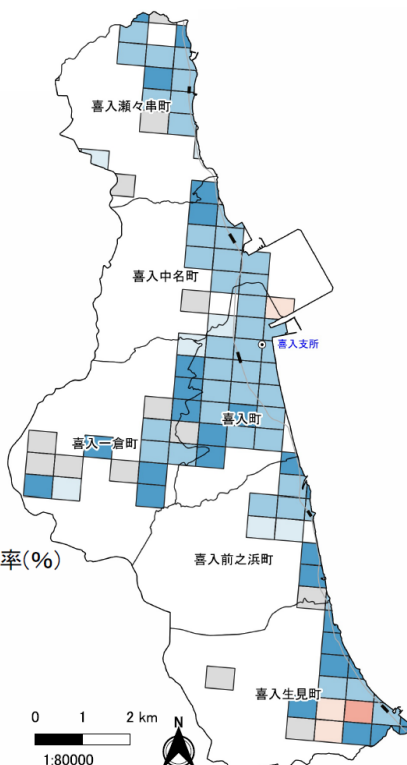 喜入瀬々串町
喜入中名町
喜入支所
喜入町
喜入一倉町
率(%)
喜入前之浜町
喜入生見町
0 1 2 km
1:80000
N